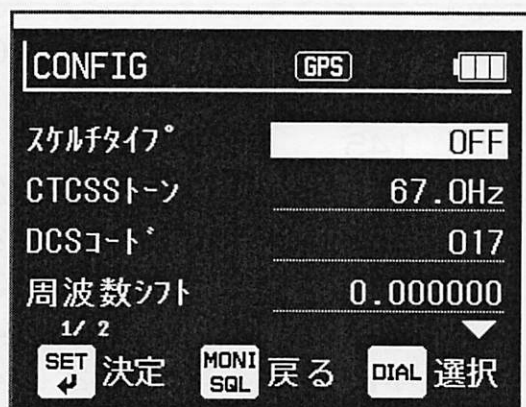 CONFIG GPS
ｽｹﾙﾁﾀｲﾌﾟ OFF
CTCSSﾄｰﾝ 67.0Hz
DCSｺｰﾄﾞ 017
周波数ｼﾌﾄ 0.000000
1/ 2
SET 決定 MONI SQL 戻る DIAL 選択